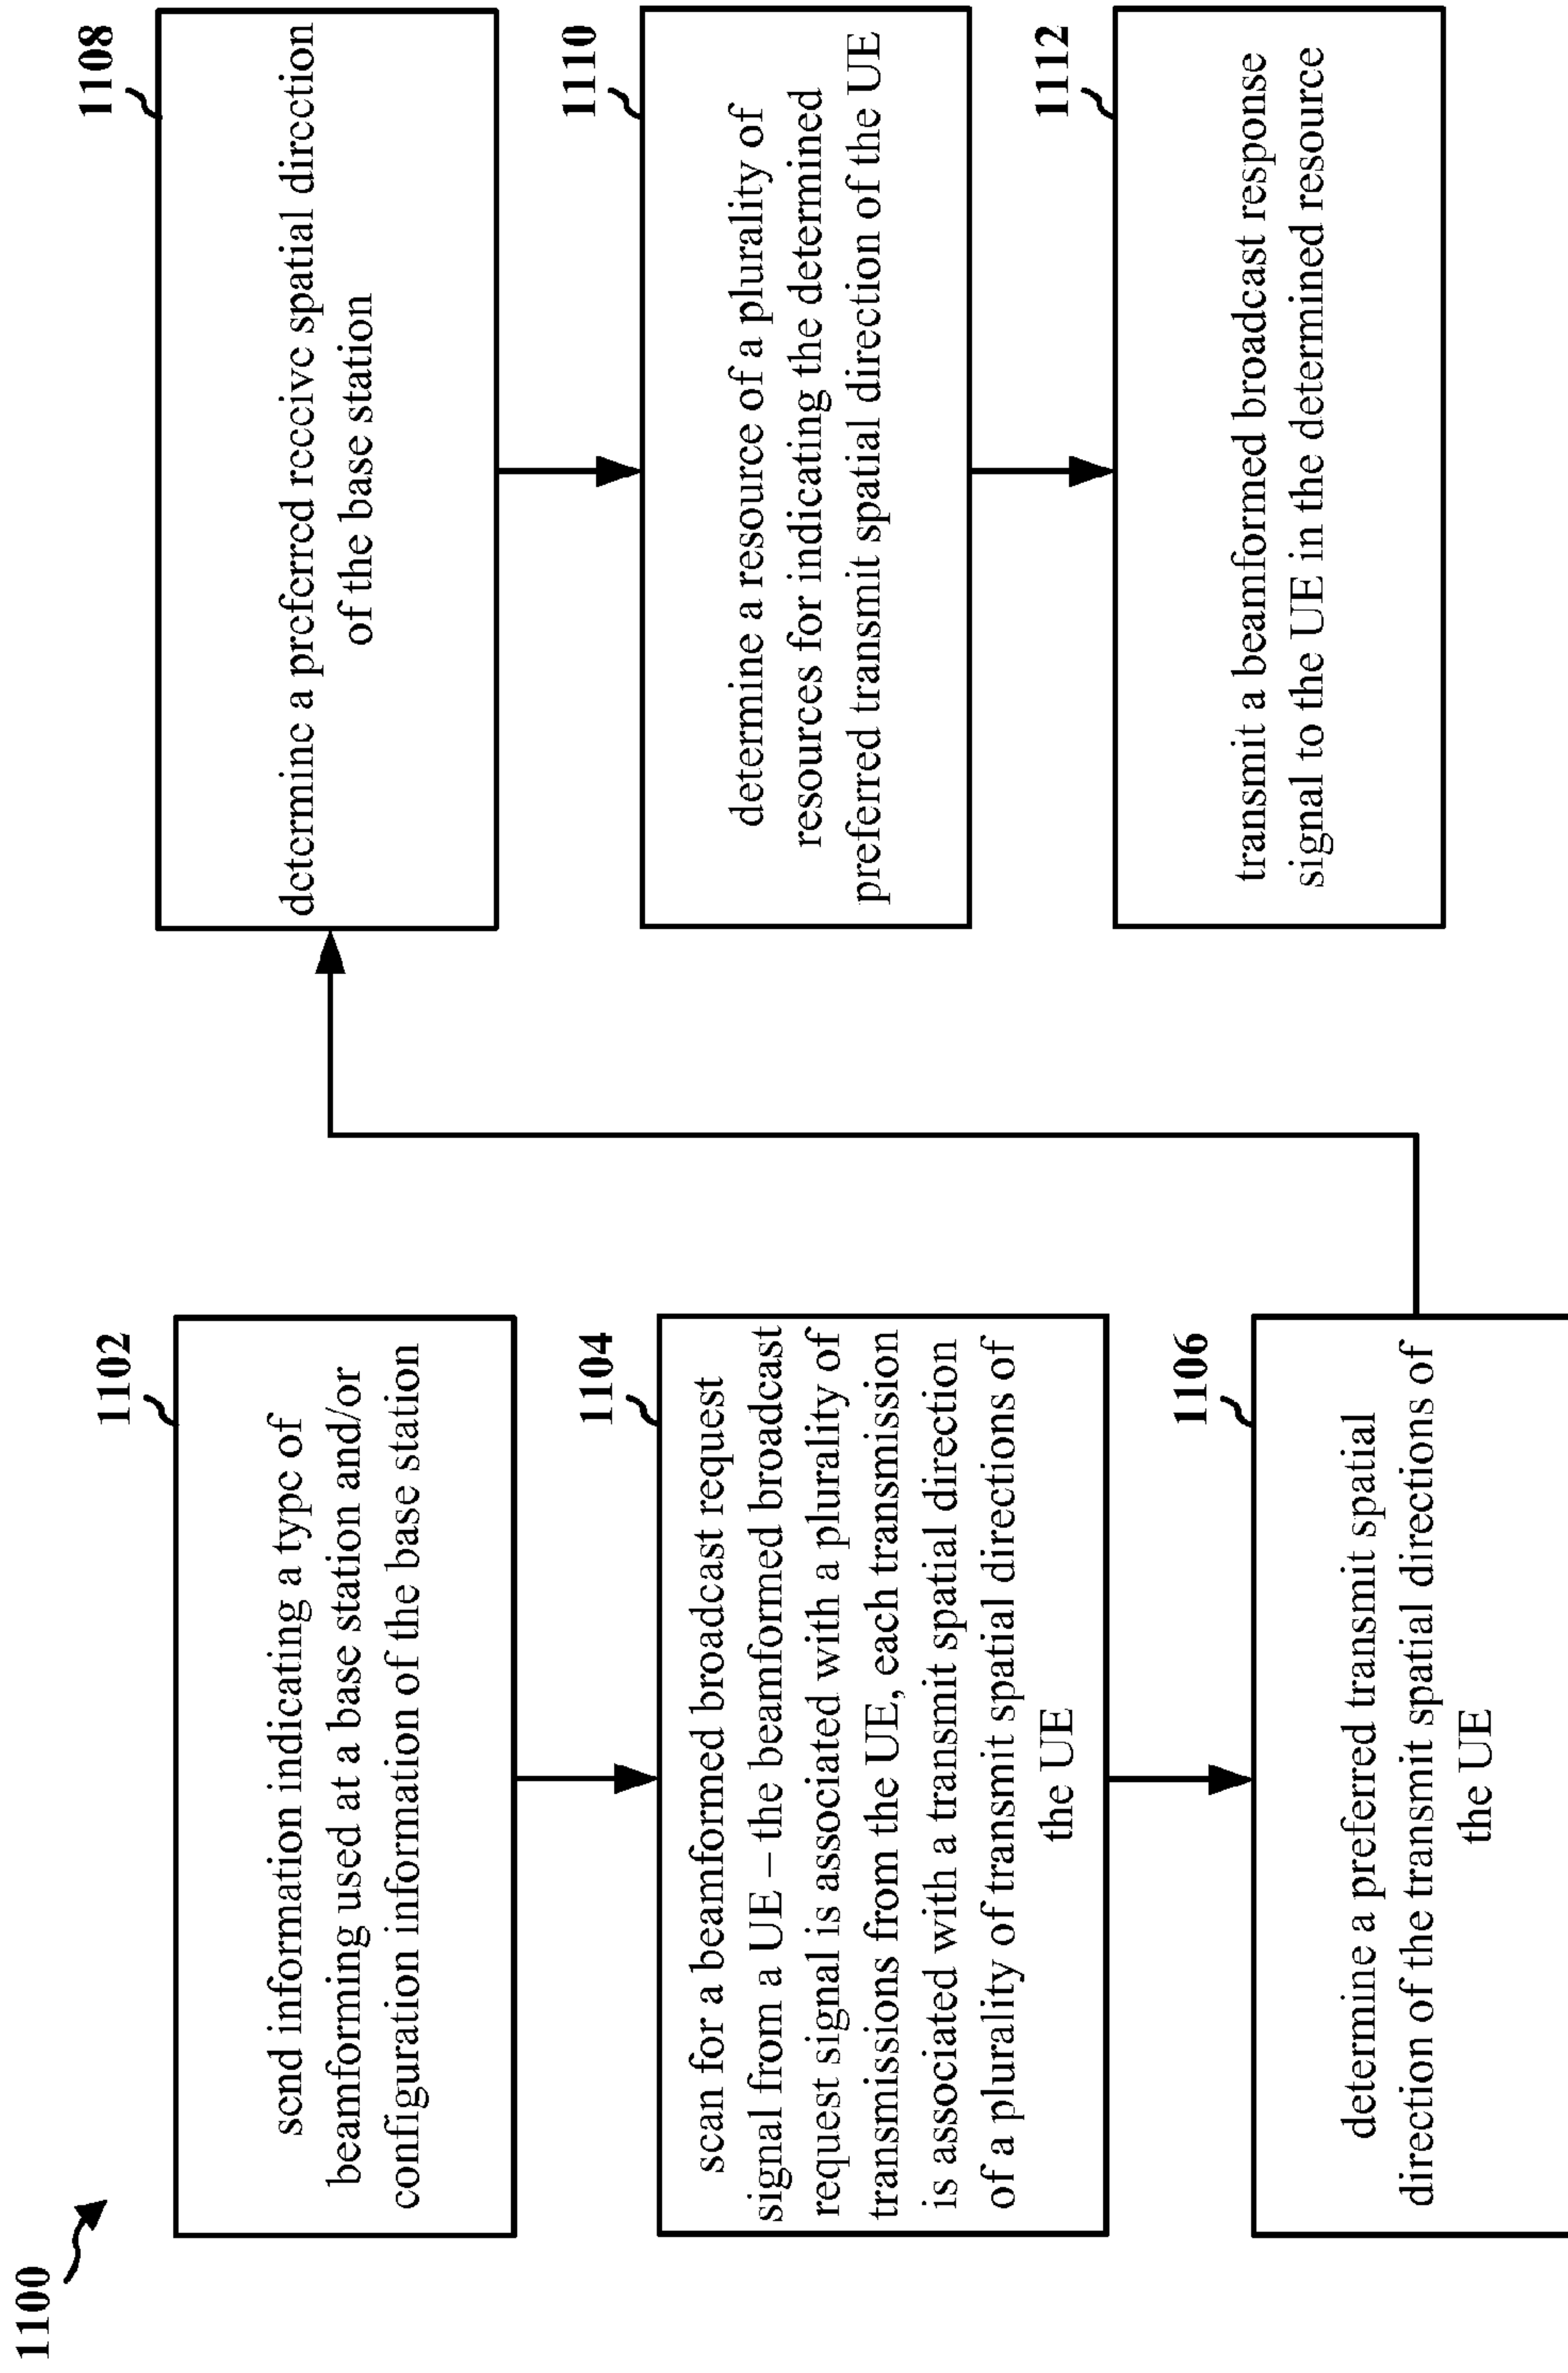 1100
1102
send information indicating a type of
beamforming used at a base station and/or
configuration information of the base station
1104
scan for a beamformed broadcast request
signal from a UE – the beamformed broadcast
request signal is associated with a plurality of
transmissions from the UE, each transmission
is associated with a transmit spatial direction
of a plurality of transmit spatial directions of
the UE
1106
determine a preferred transmit spatial
direction of the transmit spatial directions of
the UE
1108
determine a preferred receive spatial direction
of the base station
1110
determine a resource of a plurality of
resources for indicating the determined
preferred transmit spatial direction of the UE
1112
transmit a beamformed broadcast response
signal to the UE in the determined resource